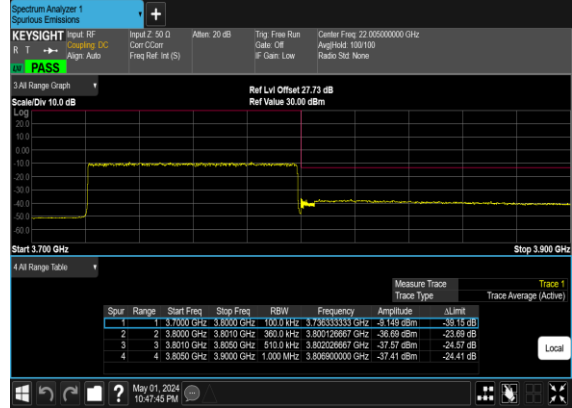 Spectrum Analyzer 1
Spurious Emissions
KEYSIGHT Input: RF Input Z: 50 Ω Atten: 20 dB Trig: Free Run Center Freq: 22.005000000 GHz
R T Coupling: DC Corr CCorr Gate: Off Avg|Hold: 100/100
Align: Auto Freq Ref: Int (S) IF Gain: Low Radio Std: None
PASS
3 All Range Graph Ref Lvl Offset 27.73 dB
Scale/Div 10.0 dB Ref Value 30.00 dBm
Log
20.0
10.0
0.00
-10.0
-20.0
-30.0
-40.0
-50.0
-60.0
Start 3.700 GHz Stop 3.900 GHz
4 All Range Table
Measure Trace Trace 1
Trace Type Trace Average (Active)
Spur Range Start Freq Stop Freq RBW Frequency Amplitude ΔLimit
1 1 3.7000 GHz 3.8000 GHz 100.0 kHz 3.736333333 GHz -9.149 dBm -39.15 dB
2 2 3.8000 GHz 3.8010 GHz 360.0 kHz 3.800126667 GHz -36.69 dBm -23.69 dB
3 3 3.8010 GHz 3.8050 GHz 510.0 kHz 3.802026667 GHz -37.57 dBm -24.57 dB
4 4 3.8050 GHz 3.9000 GHz 1.000 MHz 3.806900000 GHz -37.41 dBm -24.41 dB
Local
?
May 01, 2024
10:47:45 PM